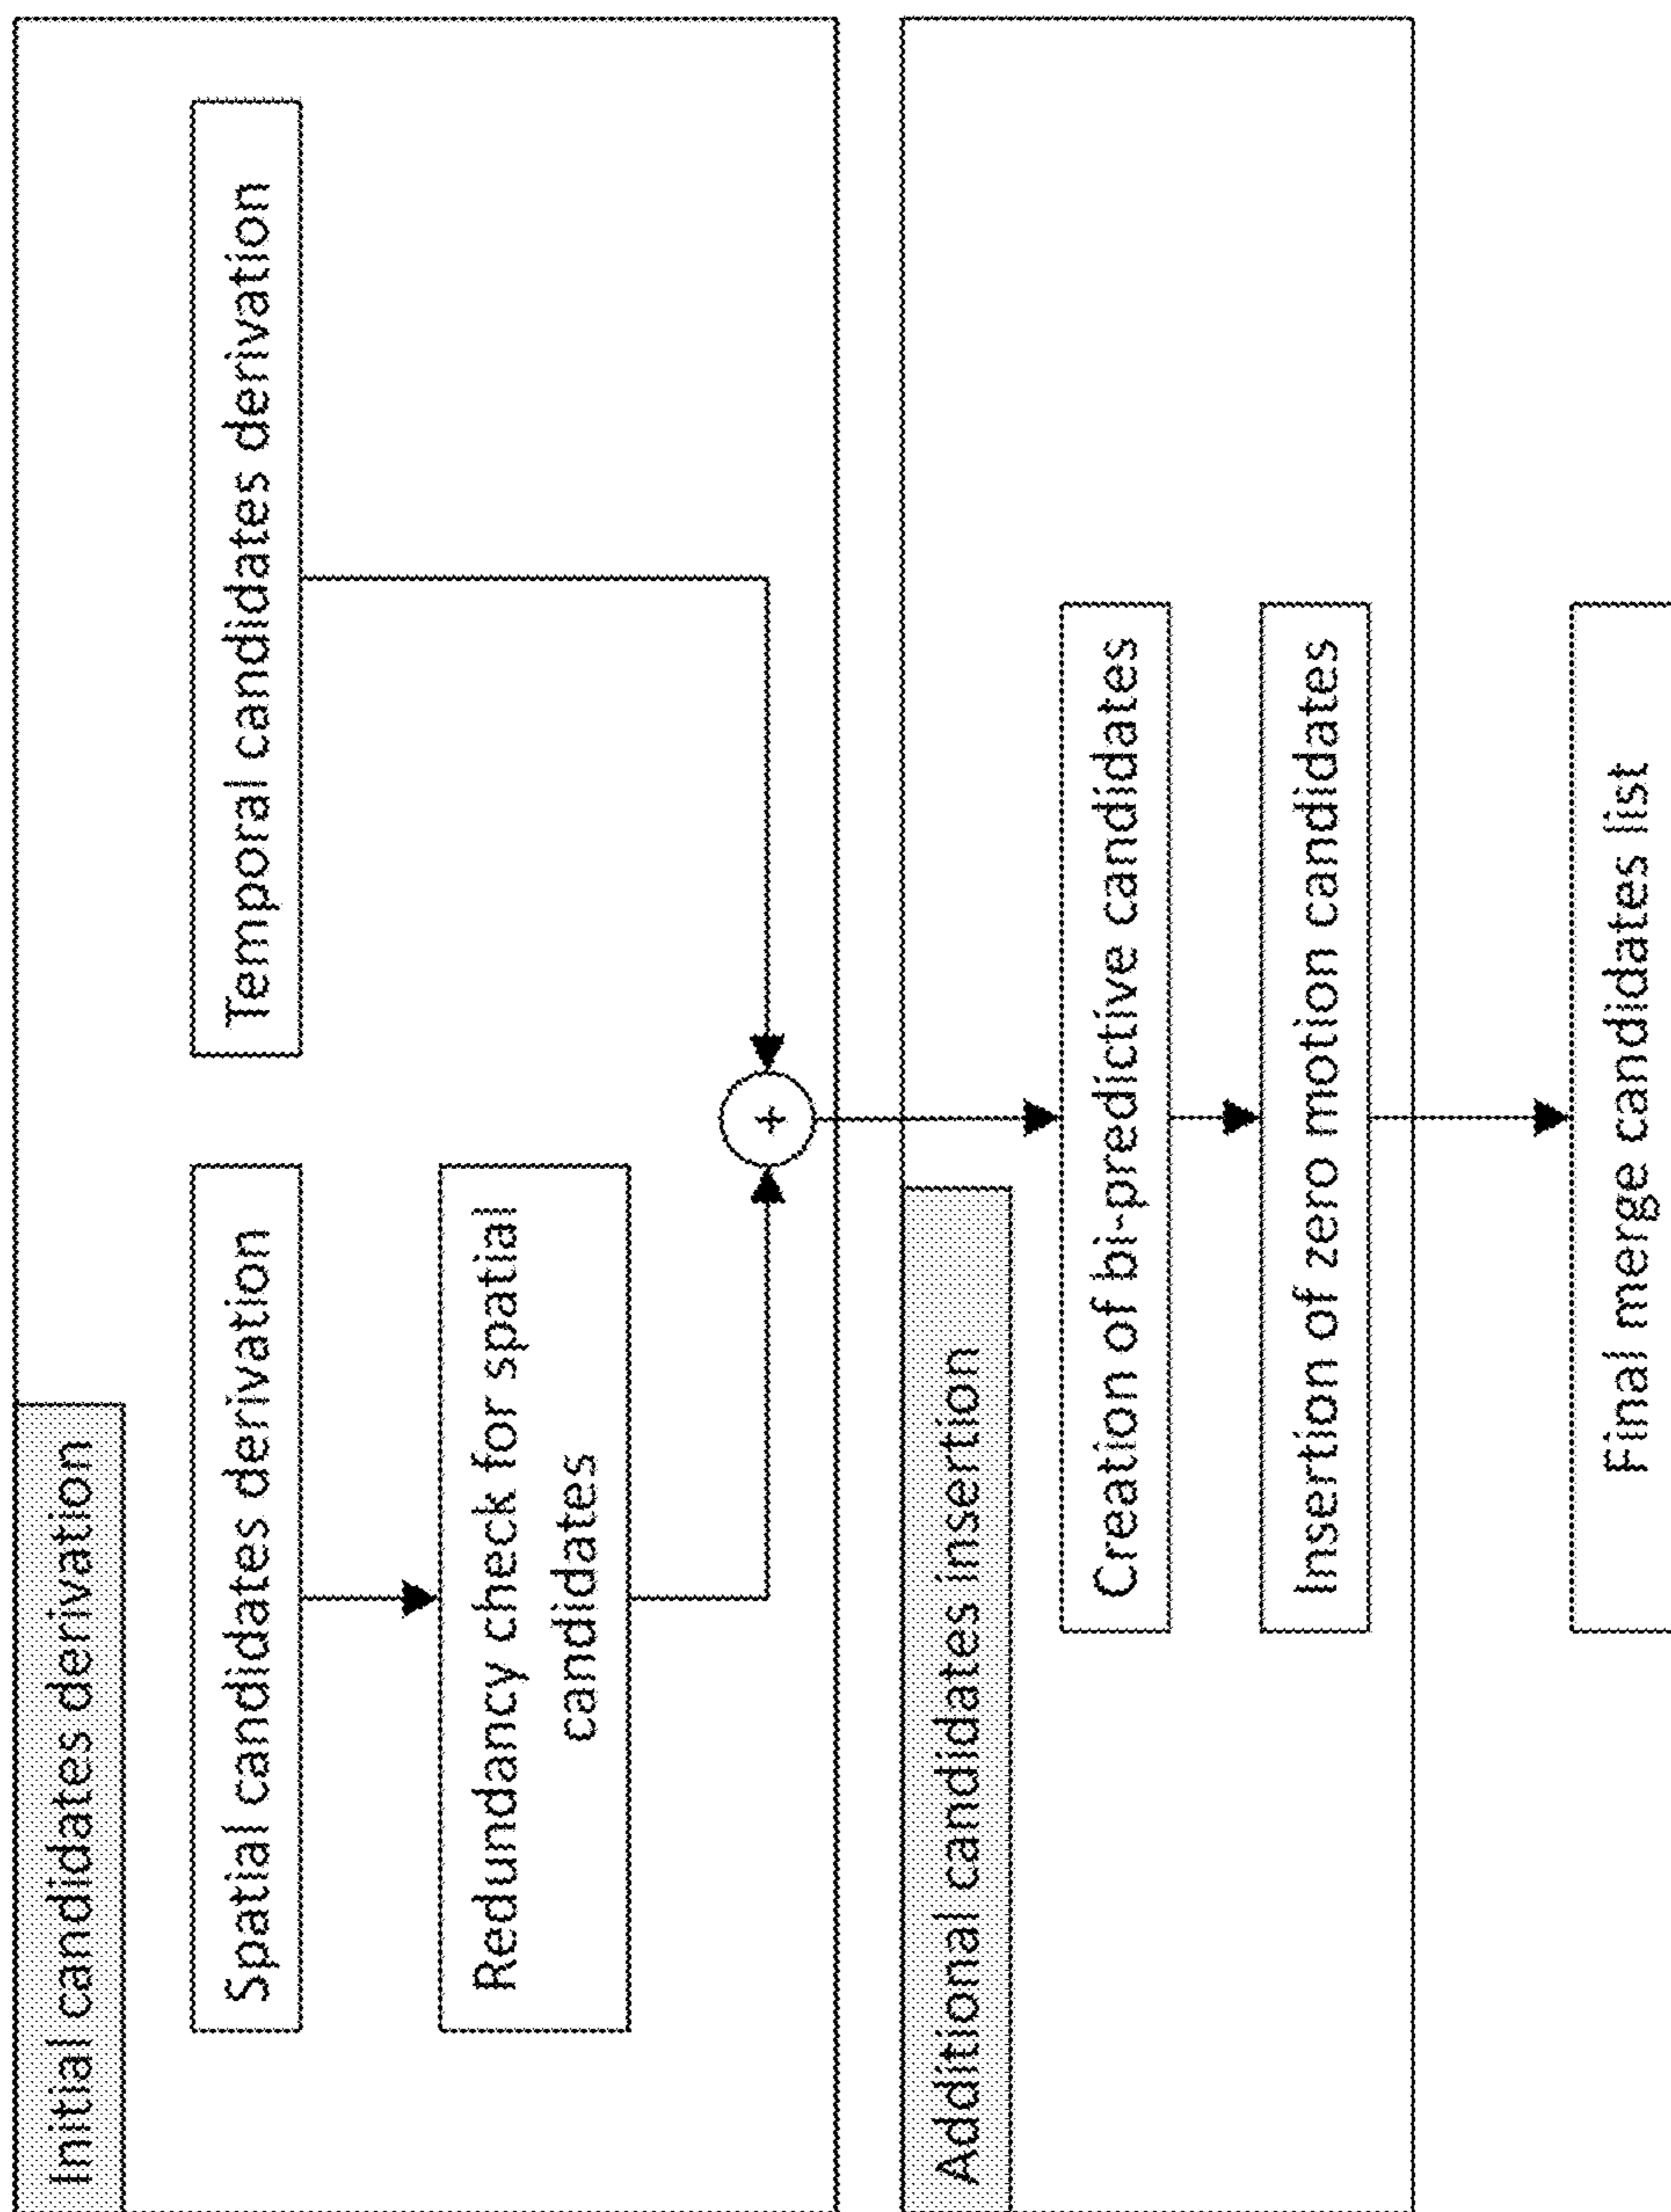 Initial candidates derivation
Spatial candidates derivation
Temporal candidates derivation
Redundancy check for spatial
candidates
+
Additional candidates insertion
Creation of bi-predictive candidates
Insertion of zero motion candidates
Final merge candidates list